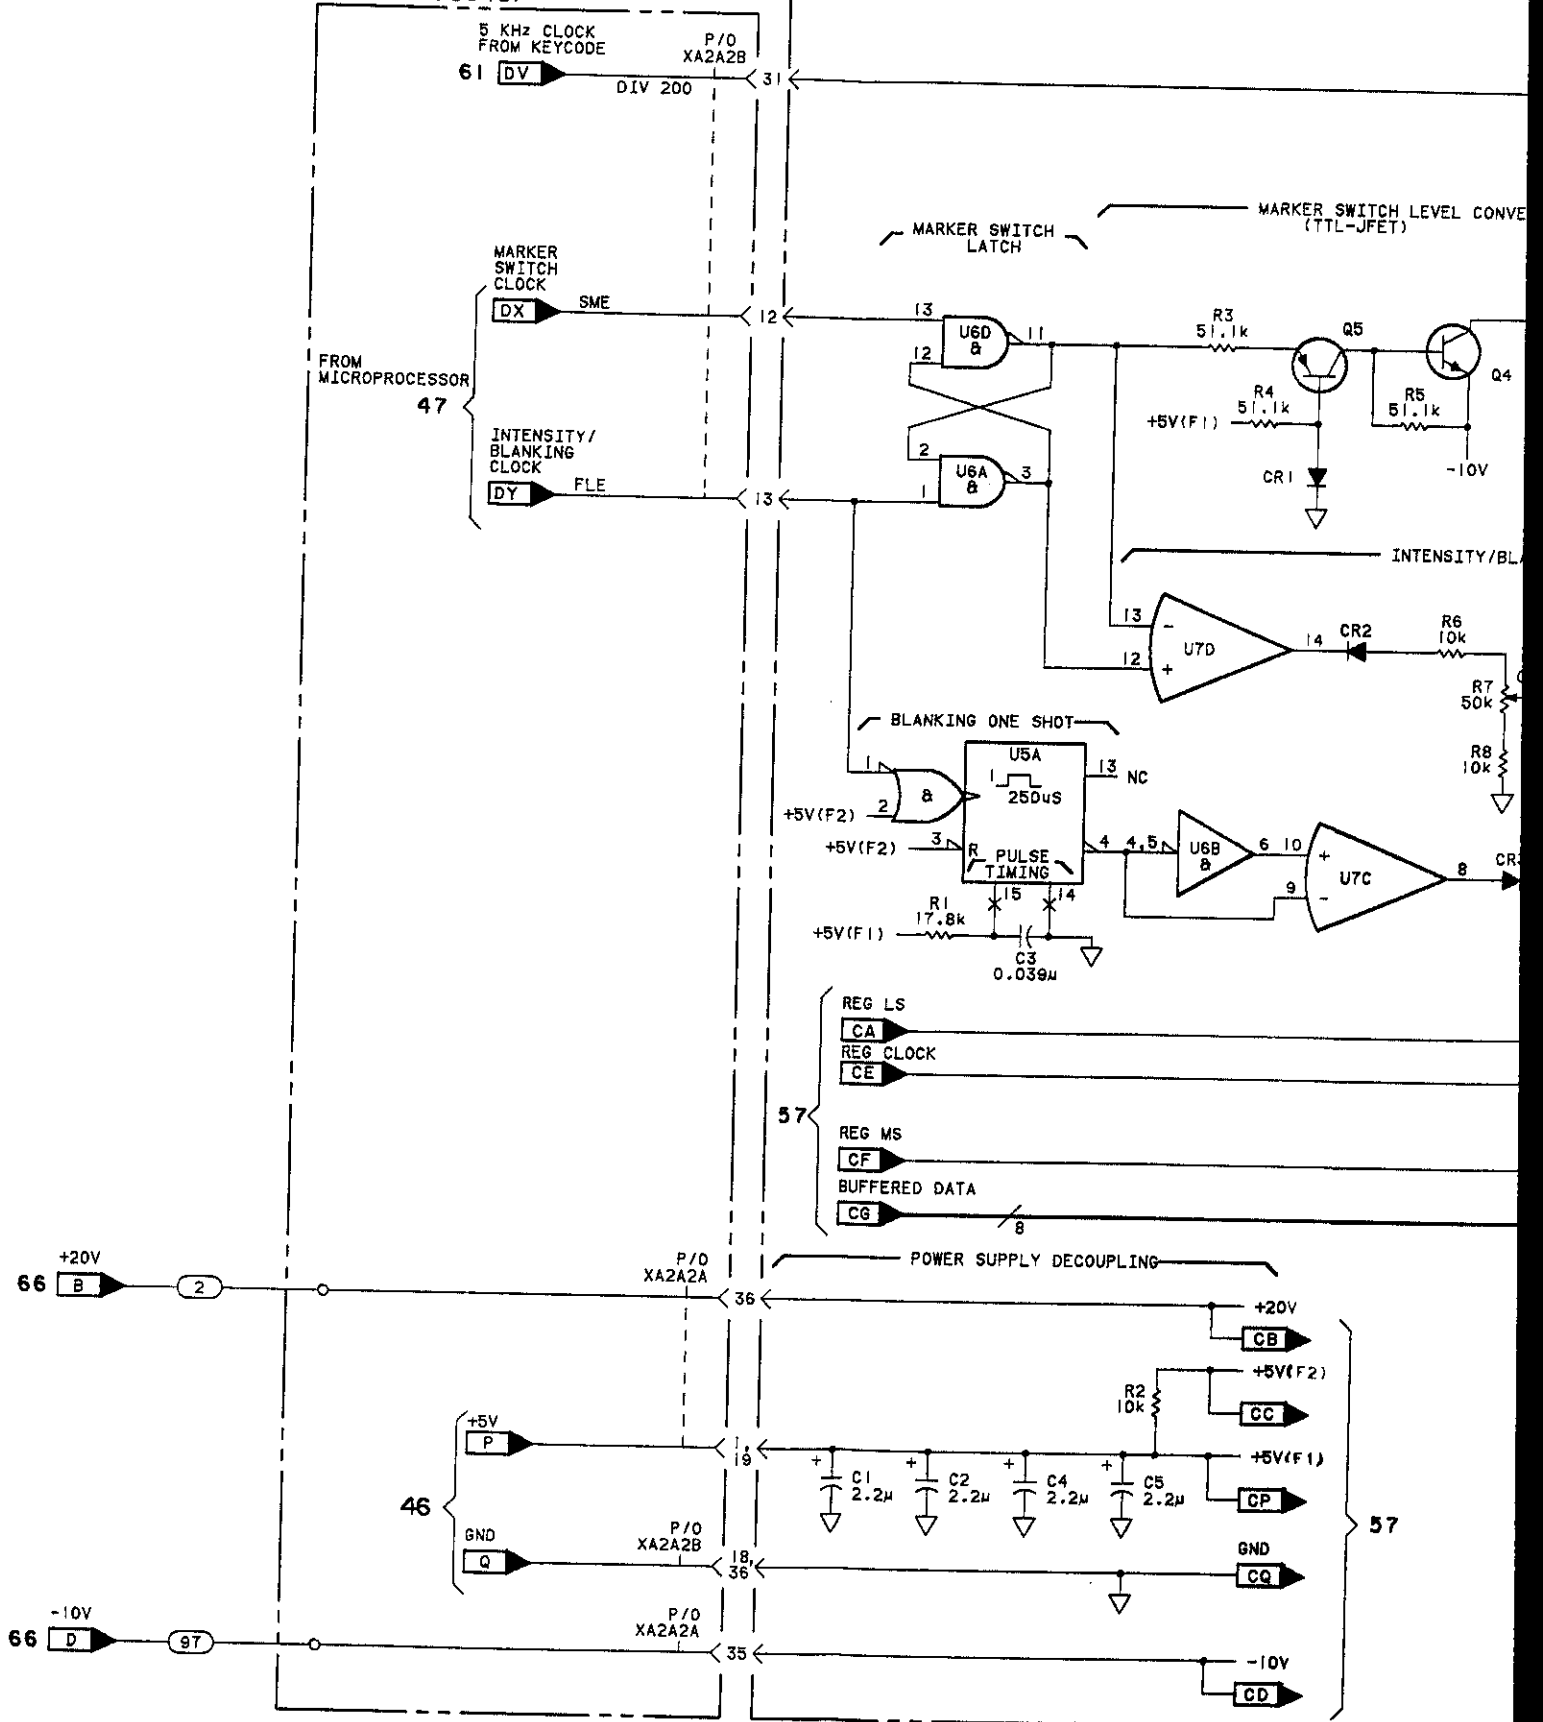 5 KHz CLOCK
FROM KEYCODE
P/O
XA2A2B
61 DV
DIV 200
31
MARKER SWITCH LEVEL CONVE
(TTL-JFET)
MARKER SWITCH
LATCH
MARKER
SWITCH
CLOCK
DX
SME
12
13
U6D
&
11
12
R3
51.1k
Q5
Q4
FROM
MICROPROCESSOR
47
R4
51.1k
+5V(F1)
R5
51.1k
-10V
CR1
INTENSITY/
BLANKING
CLOCK
DY
FLE
13
2
U6A
&
3
1
INTENSITY/BL
13
-
12
+
U7D
14
CR2
R6
10k
R7
50k
R8
10k
BLANKING ONE SHOT
U5A
1
250uS
13
NC
1
&
2
+5V(F2)
+5V(F2)
3
R
PULSE
TIMING
4
4,5
U6B
&
6
10
+
9
-
U7C
8
15
14
R1
17.8k
+5V(F1)
C3
0.039µ
REG LS
CA
REG CLOCK
CE
57
REG MS
CF
BUFFERED DATA
CG
8
+20V
66 B
2
P/O
XA2A2A
36
POWER SUPPLY DECOUPLING
+20V
CB
+5V(F2)
R2
10k
CC
+5V
P
1,
19
+
C1
2.2µ
+
C2
2.2µ
+
C4
2.2µ
+
C5
2.2µ
+5V(F1)
CP
46
57
GND
Q
P/O
XA2A2B
18,
36
GND
CQ
-10V
66 D
97
P/O
XA2A2A
35
-10V
CD